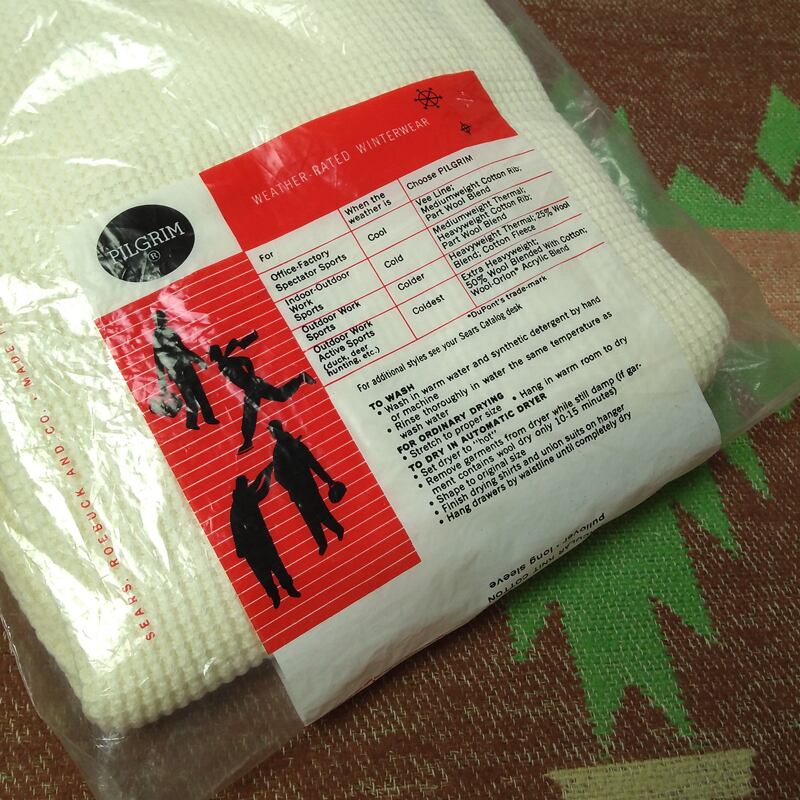 WEATHER-RATED WINTERWEAR
PILGRIM
®
For
When the
weather is
Choose PILGRIM
Office-Factory
Spectator Sports
Cool
Vee Line;
Mediumweight Cotton Rib;
Part Wool Blend
Indoor-Outdoor
Work
Sports
Cold
Mediumweight Thermal;
Heavyweight Cotton Rib;
Part Wool Blend
Outdoor Work
Sports
Colder
Heavyweight Thermal; 25% Wool
Blend; Cotton Fleece
Outdoor Work
Active Sports
(duck, deer
hunting, etc.)
Coldest
Extra Heavyweight;
50% Wool Blended With Cotton;
Wool-Orlon* Acrylic Blend
*DuPont's trade-mark
For additional styles see your Sears Catalog desk
TO WASH
• Wash in warm water and synthetic detergent by hand
or machine
• Rinse thoroughly in water the same temperature as
wash water
FOR ORDINARY DRYING
• Stretch to proper size • Hang in warm room to dry
TO DRY IN AUTOMATIC DRYER
• Set dryer to "hot"
• Remove garments from dryer while still damp (if gar-
ment contains wool dry only 10-15 minutes)
• Shape to original size
• Finish drying shirts and union suits on hanger
• Hang drawers by waistline until completely dry
KNIT COTTON
pullover • long sleeve
SEARS, ROEBUCK AND CO. • MADE